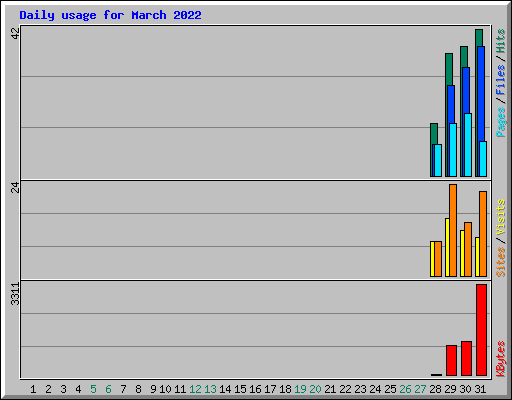 Daily usage for March 2022
42
24
3311
Pages / Files / Hits
Sites / Visits
KBytes
1 2 3 4 5 6 7 8 9 10 11 12 13 14 15 16 17 18 19 20 21 22 23 24 25 26 27 28 29 30 31